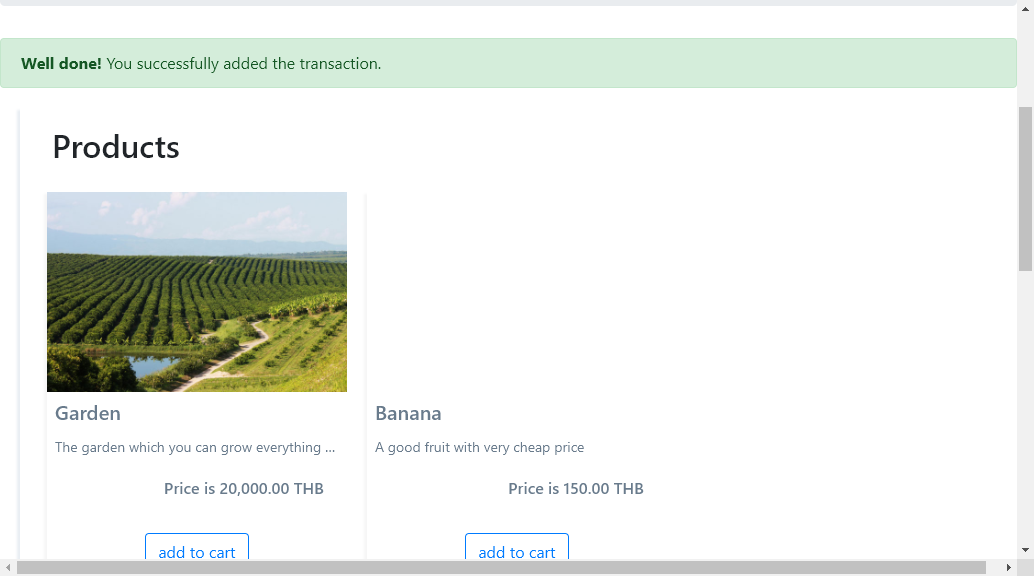 Well done! You successfully added the transaction.
Products
Garden
The garden which you can grow everything ...
Price is 20,000.00 THB
add to cart
Banana
A good fruit with very cheap price
Price is 150.00 THB
add to cart